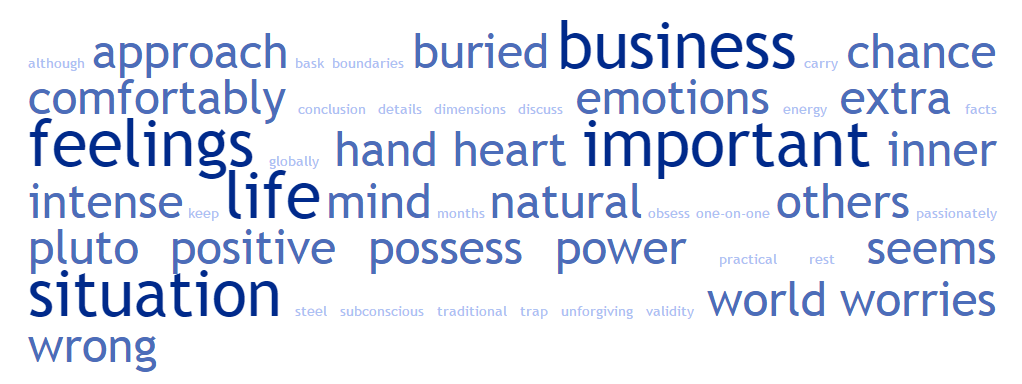 although approach bask boundaries buried business carry chance
comfortably conclusion details dimensions discuss emotions energy extra facts
feelings globally hand heart important inner
intense keep life mind months natural obsess one-on-one others passionately
pluto positive possess power practical rest seems
situation steel subconscious traditional trap unforgiving validity world worries
wrong